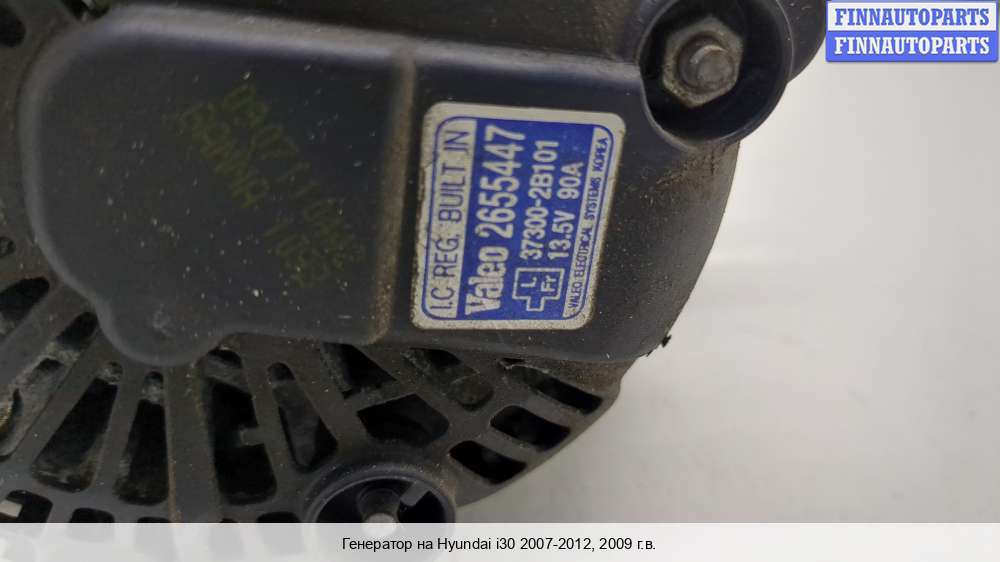 FINNAUTOPARTS
FINNAUTOPARTS
I.C REG. BUILT IN
Valeo 2655447
L
Fr
37300-2B101
13.5V 90A
VALEO ELECTRICAL SYSTEMS KOREA
Генератор на Hyundai i30 2007-2012, 2009 г.в.